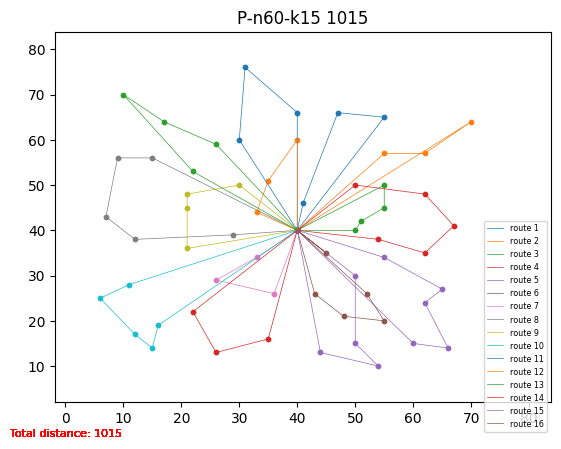 P-n60-k15 1015
80
70
60
50
40
30
20
10
0 10 20 30 40 50 60 70 80
route 1
route 2
route 3
route 4
route 5
route 6
route 7
route 8
route 9
route 10
route 11
route 12
route 13
route 14
route 15
route 16
Total distance: 1015